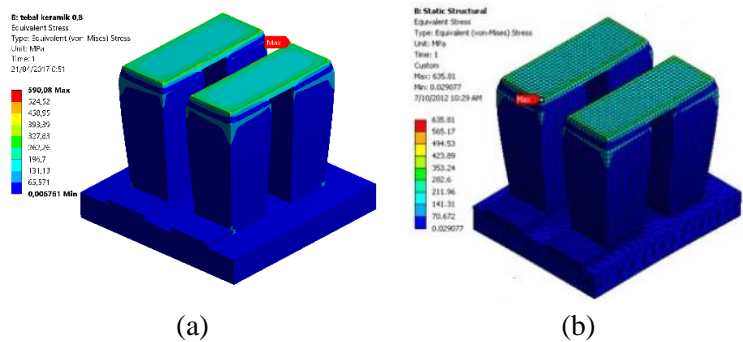 B: tebal keramik 0,8
Equivalent Stress
Type: Equivalent (von-Mises) Stress
Unit: MPa
Time: 1
21/04/2017 0:51
590,08 Max
524,52
458,95
393,39
327,83
262,26
196,7
131,13
65,571
0,006761 Min
Max
(a)
B: Static Structural
Equivalent Stress
Type: Equivalent (von-Mises) Stress
Unit: MPa
Time: 1
Custom
Max: 635.81
Min: 0.029077
7/10/2012 10:29 AM
635.81
565.17
494.53
423.89
353.24
282.6
211.96
141.31
70.672
0.029077
Max
(b)